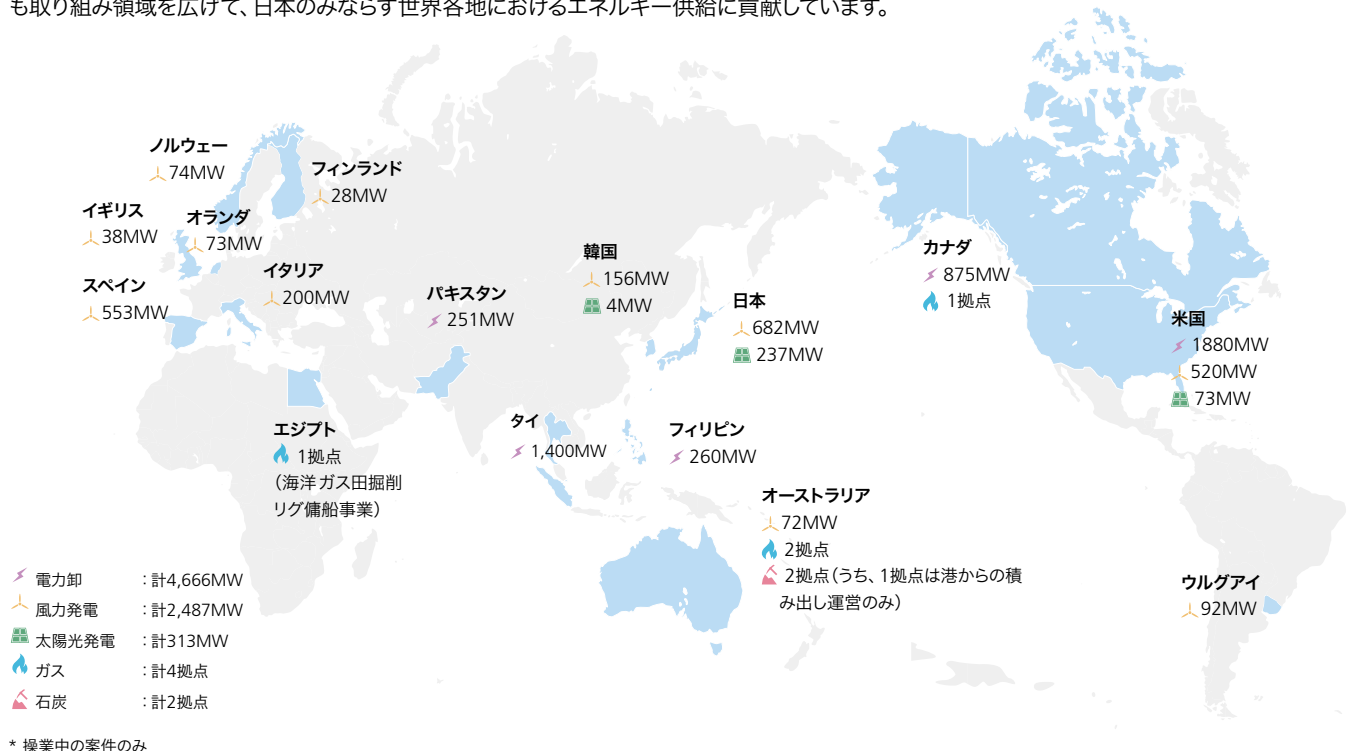 も取り組み領域を広げて、日本のみならず世界各地におけるエネルギー供給に貢献しています。
ノルウェー
74MW
フィンランド
28MW
イギリス
38MW
オランダ
73MW
スペイン
553MW
イタリア
200MW
パキスタン
251MW
韓国
156MW
4MW
日本
682MW
237MW
カナダ
875MW
1拠点
米国
1880MW
520MW
73MW
エジプト
1拠点
（海洋ガス田掘削
リグ傭船事業）
タイ
1,400MW
フィリピン
260MW
オーストラリア
72MW
2拠点
2拠点（うち、1拠点は港からの積
み出し運営のみ）
ウルグアイ
92MW
電力卸 ：計4,666MW
風力発電 ：計2,487MW
太陽光発電 ：計313MW
ガス ：計4拠点
石炭 ：計2拠点
* 操業中の案件のみ